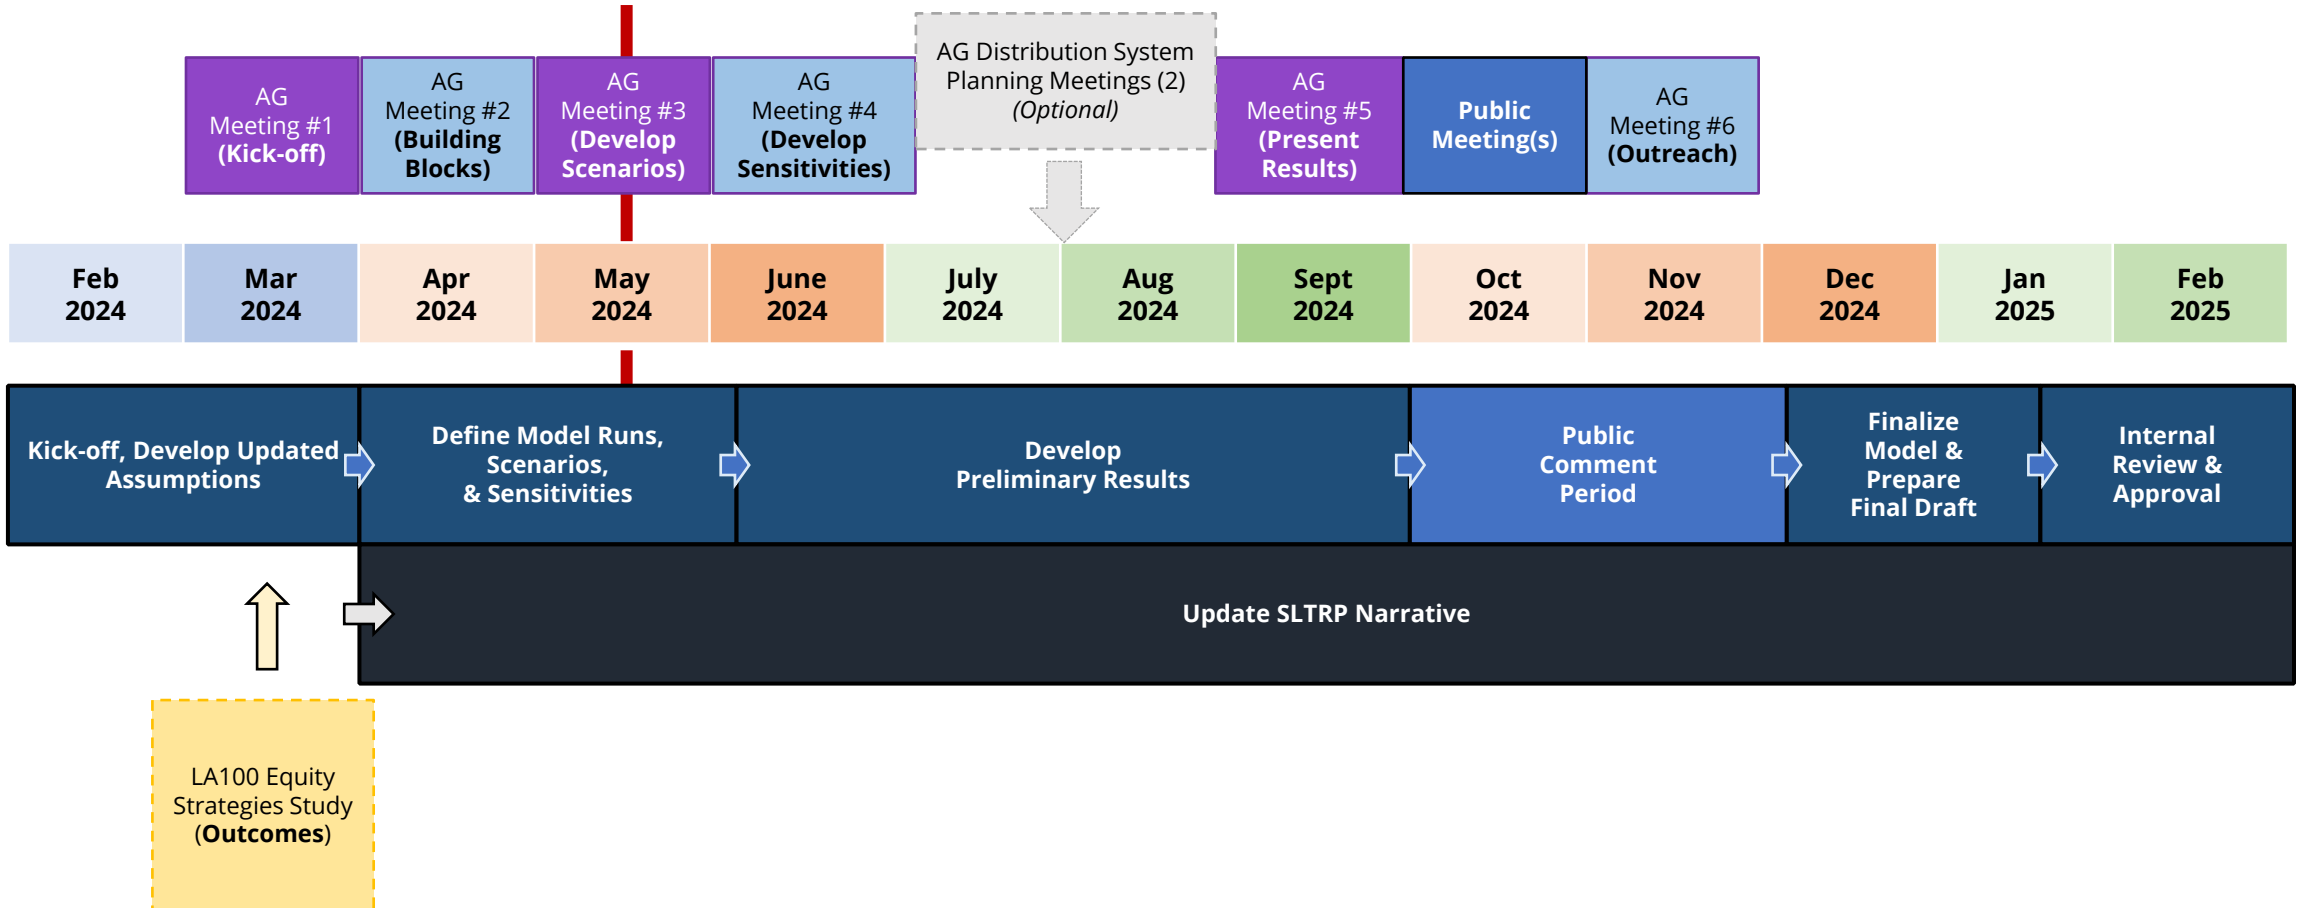 AG
Meeting #1
(Kick-off)
AG
Meeting #2
(Building
Blocks)
AG
Meeting #3
(Develop
Scenarios)
AG
Meeting #4
(Develop
Sensitivities)
AG Distribution System
Planning Meetings (2)
(Optional)
AG
Meeting #5
(Present
Results)
Public
Meeting(s)
AG
Meeting #6
(Outreach)
Feb
2024
Mar
2024
Apr
2024
May
2024
June
2024
July
2024
Aug
2024
Sept
2024
Oct
2024
Nov
2024
Dec
2024
Jan
2025
Feb
2025
Kick-off, Develop Updated
Assumptions
Define Model Runs,
Scenarios,
& Sensitivities
Develop
Preliminary Results
Public
Comment
Period
Finalize
Model &
Prepare
Final Draft
Internal
Review &
Approval
Update SLTRP Narrative
LA100 Equity
Strategies Study
(Outcomes)